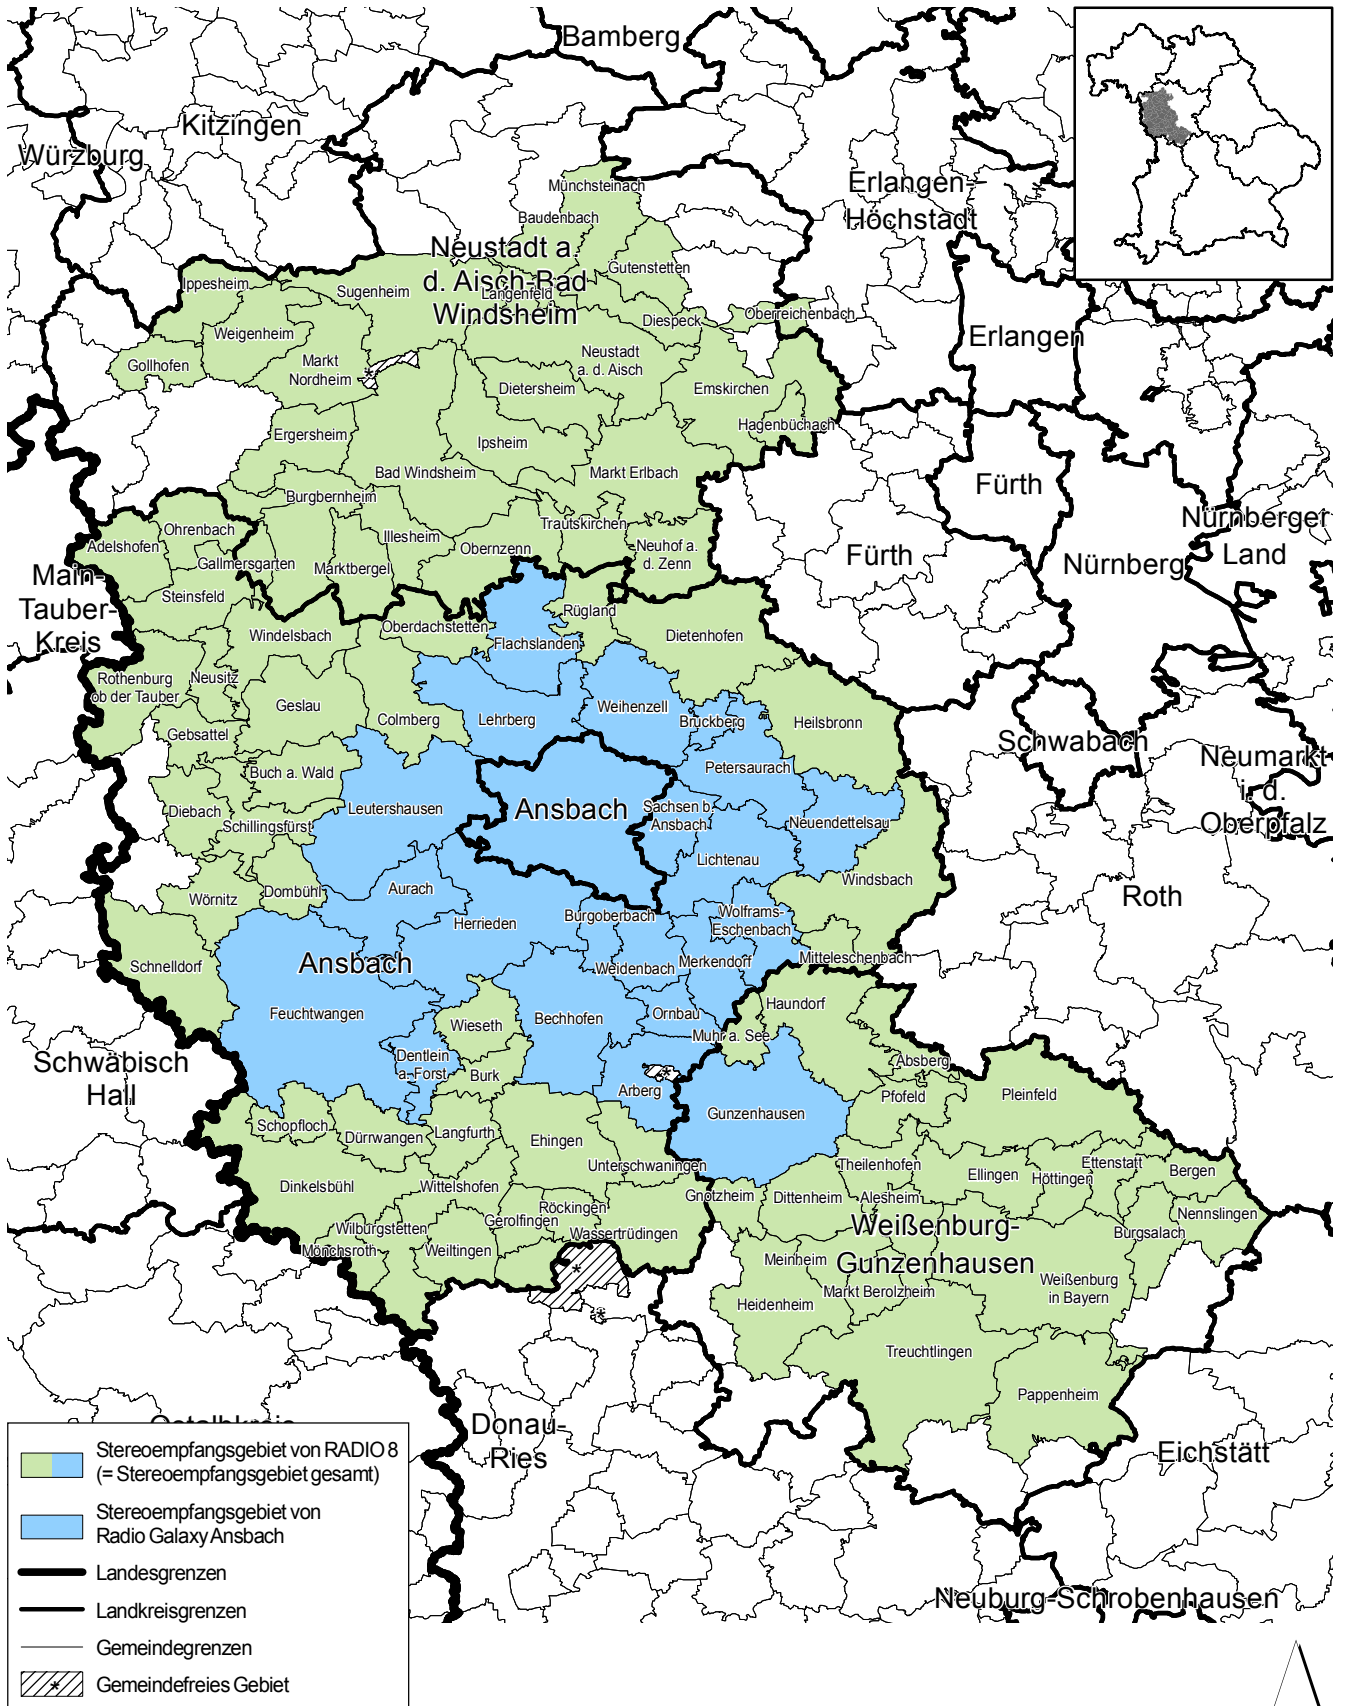 Bamberg
Kitzingen
Würzburg
Erlangen-
Höchstadt
Münchsteinach
Baudenbach
Neustadt a.
d. Aisch-Bad
Windsheim
Gutenstetten
Ippesheim
Sugenheim
Langenfeld
Diespeck
Oberreichenbach
Weigenheim
Erlangen
Gollhofen
Markt
Nordheim
*
Neustadt
a. d. Aisch
Dietersheim
Emskirchen
Hagenbüchach
Ergersheim
Ipsheim
Bad Windsheim
Markt Erlbach
Fürth
Burgbernheim
Nürnberger
Land
Ohrenbach
Trautskirchen
Adelshofen
Illesheim
Obernzenn
Neuhof a.
d. Zenn
Fürth
Nürnberg
Gallmersgarten
Marktbergel
Main-
Tauber-
Kreis
Steinsfeld
Rügland
Windelsbach
Oberdachstetten
Flachslanden
Dietenhofen
Rothenburg
ob der Tauber
Neusitz
Geslau
Colmberg
Lehrberg
Weihenzell
Bruckberg
Heilsbronn
Gebsattel
Schwabach
Neumarkt
i. d.
Oberpfalz
Buch a. Wald
Petersaurach
Diebach
Leutershausen
Ansbach
Sachsen b.
Ansbach
Neuendettelsau
Schillingsfürst
Lichtenau
Windsbach
Wörnitz
Dombühl
Aurach
Roth
Herrieden
Burgoberbach
Wolframs-
Eschenbach
Schnelldorf
Ansbach
Weidenbach
Merkendorf
Mitteleschenbach
Feuchtwangen
Wieseth
Bechhofen
Ornbau
Haundorf
Muhr a. See
Schwäbisch
Hall
Dentlein
a. Forst
Burk
Arberg
*
Absberg
Pfofeld
Pleinfeld
Gunzenhausen
Schopfloch
Dürrwangen
Langfurth
Ehingen
Unterschwaningen
Theilenhofen
Ellingen
Höttingen
Ettenstatt
Bergen
Dinkelsbühl
Wittelshofen
Gnotzheim
Dittenheim
Alesheim
Nennslingen
Röckingen
Gerolfingen
Wassertrüdingen
Wilburgstetten
Mönchsroth
Weiltingen
Weißenburg-
Gunzenhausen
Burgsalach
Meinheim
*
Markt Berolzheim
Weißenburg
in Bayern
Heidenheim
*
Treuchtlingen
Pappenheim
Donau-
Ries
Eichstätt
Neuburg-Schrobenhausen
Stereoempfangsgebiet von RADIO 8
(= Stereoempfangsgebiet gesamt)
Stereoempfangsgebiet von
Radio Galaxy Ansbach
Landesgrenzen
Landkreisgrenzen
Gemeindegrenzen
*
Gemeindefreies Gebiet